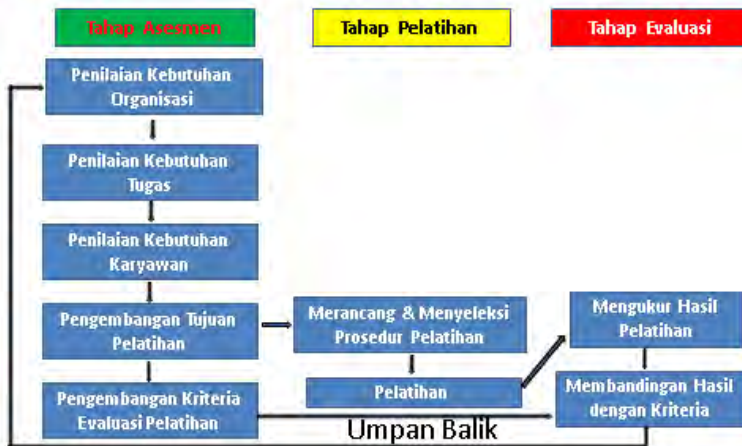 Tahap Asesmen
Tahap Pelatihan
Tahap Evaluasi
Penilaian Kebutuhan
Organisasi
Penilaian Kebutuhan
Tugas
Penilaian Kebutuhan
Karyawan
Pengembangan Tujuan
Pelatihan
Merancang & Menyeleksi
Prosedur Pelatihan
Mengukur Hasil
Pelatihan
Pengembangan Kriteria
Evaluasi Pelatihan
Pelatihan
Membandingan Hasil
dengan Kriteria
Umpan Balik